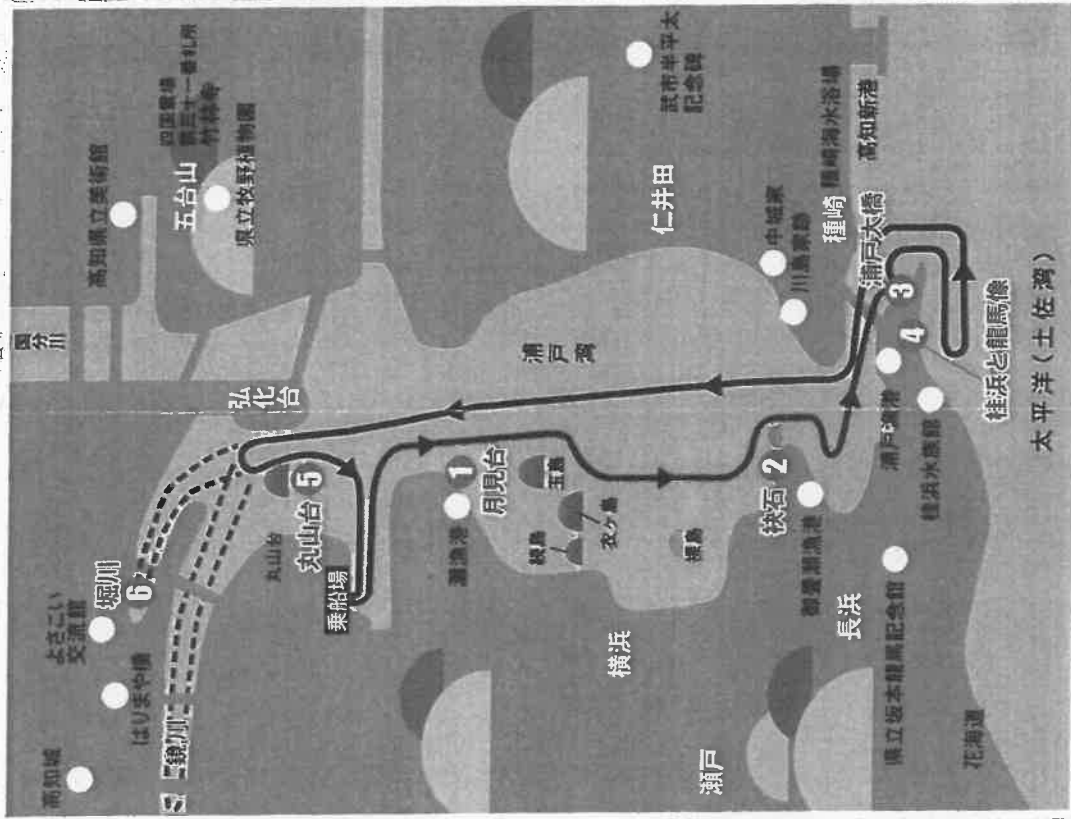 国分川
高知県立美術館
四国霊場
第三十一番札所
竹林寺
五台山
県立牧野植物園
武市半平太
記念碑
よさこい
交流館
堀川
6
はりまや橋
高知城
鏡川
弘化台
丸山台
5
丸山台
乗船場
浦戸湾
仁井田
1
月見台
灘漁港
玉島
衣ヶ島
横浜
中城家
川島家跡
種崎
種崎海水浴場
高知新港
浦戸大橋
3
4
2
狭石
御畳瀬漁港
浦戸漁港
桂浜水族館
桂浜と龍馬像
長浜
瀬戸
県立坂本龍馬記念館
花海道
太平洋(土佐湾)